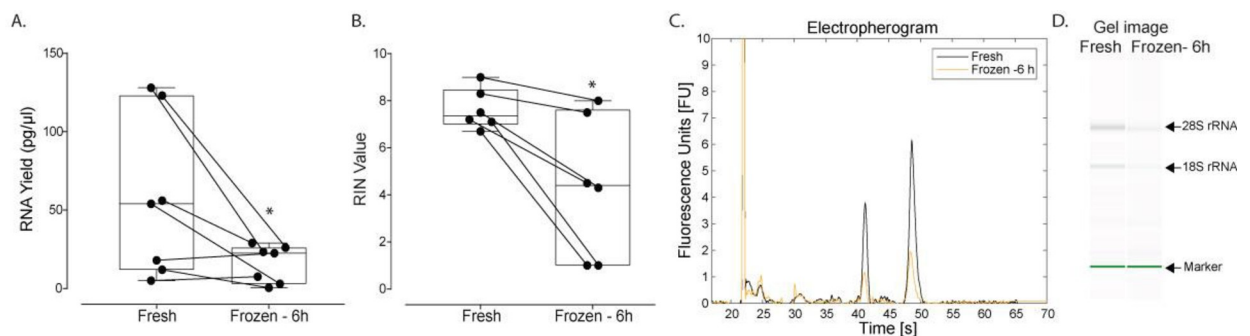 A.
RNA Yield (pg/µl)
150
100
50
0
*
Fresh Frozen - 6h
B.
RIN Value
10
8
6
4
2
0
*
Fresh Frozen - 6h
C.
Electropherogram
Fluorescence Units [FU]
10
9
8
7
6
5
4
3
2
1
0
Fresh
Frozen -6 h
20 25 30 35 40 45 50 55 60 65 70
Time [s]
D.
Gel image
Fresh Frozen- 6h
28S rRNA
18S rRNA
Marker